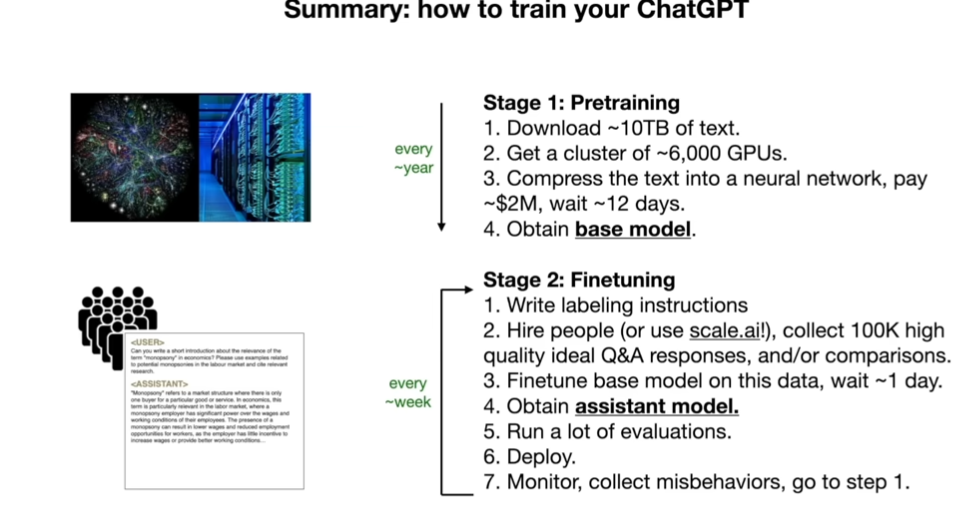 Summary: how to train your ChatGPT
every
~year
Stage 1: Pretraining
1. Download ~10TB of text.
2. Get a cluster of ~6,000 GPUs.
3. Compress the text into a neural network, pay
~$2M, wait ~12 days.
4. Obtain base model.
<USER>
Can you write a short introduction about the relevance of the
term "monopsony" in economics? Please use examples related
to potential monopsonies in the labour market and cite relevant
research.
<ASSISTANT>
"Monopsony" refers to a market structure where there is only
one buyer for a particular good or service. In economics, this
term is particularly relevant in the labor market, where a
monopsony employer has significant power over the wages and
working conditions of their employees. The presence of a
monopsony can result in lower wages and reduced employment
opportunities for workers, as the employer has little incentive to
increase wages or provide better working conditions...
every
~week
Stage 2: Finetuning
1. Write labeling instructions
2. Hire people (or use scale.ai!), collect 100K high
quality ideal Q&A responses, and/or comparisons.
3. Finetune base model on this data, wait ~1 day.
4. Obtain assistant model.
5. Run a lot of evaluations.
6. Deploy.
7. Monitor, collect misbehaviors, go to step 1.